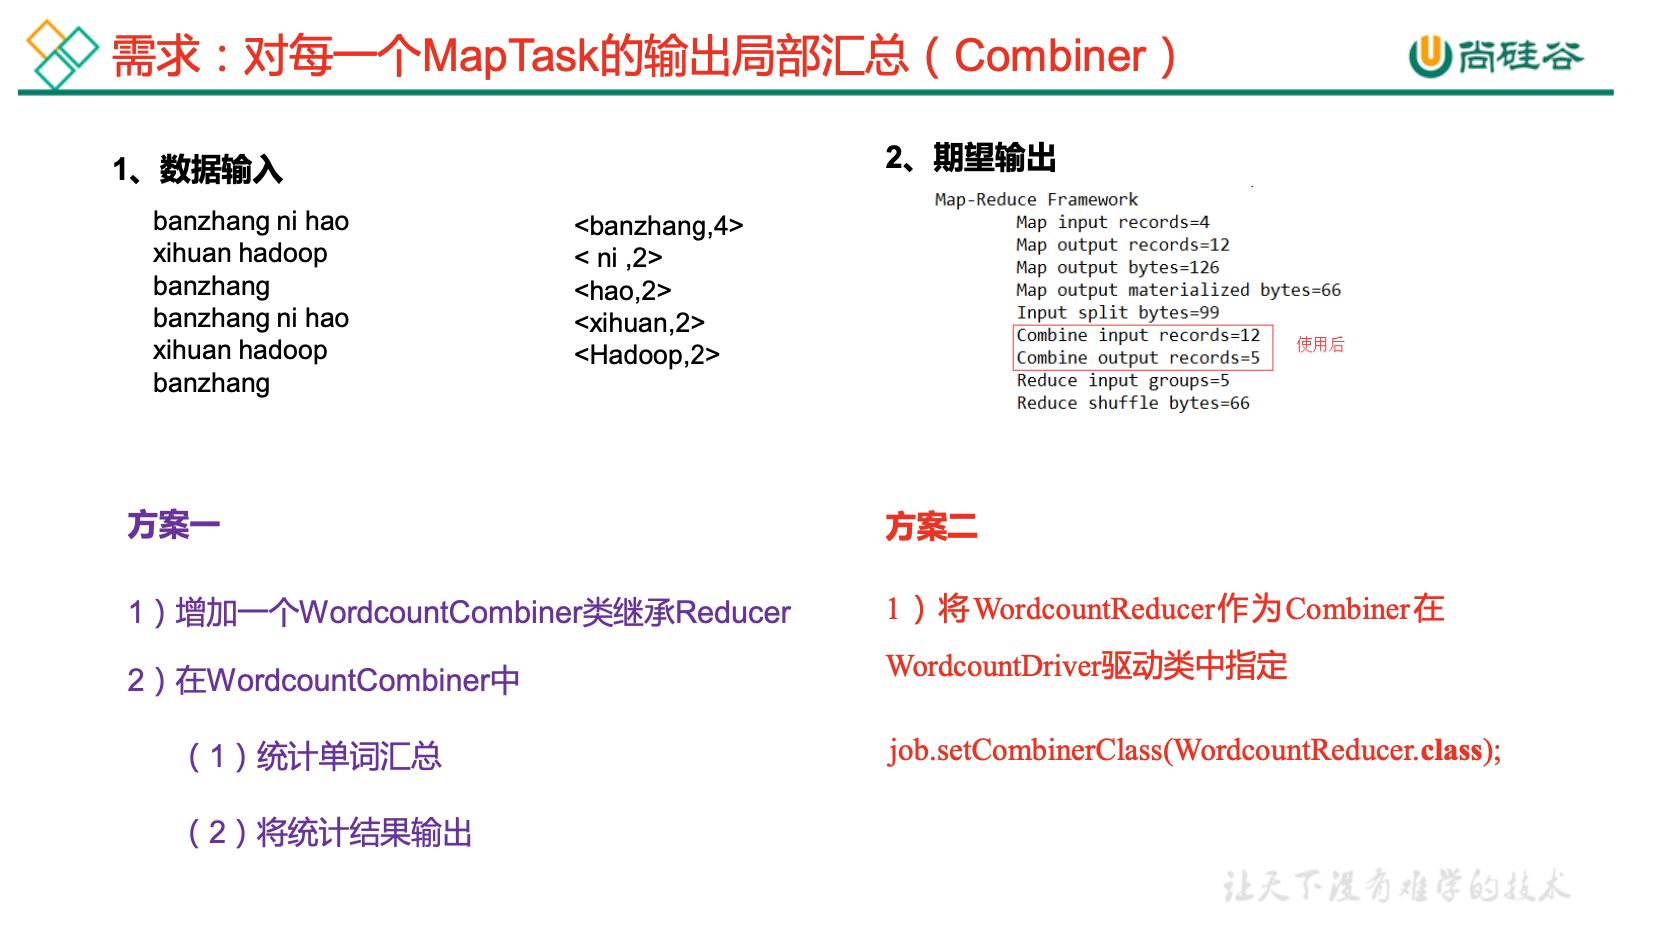 需求：对每一个MapTask的输出局部汇总（Combiner）
尚硅谷
1、数据输入
banzhang ni hao
xihuan hadoop
banzhang
banzhang ni hao
xihuan hadoop
banzhang
<banzhang,4>
< ni ,2>
<hao,2>
<xihuan,2>
<Hadoop,2>
2、期望输出
Map-Reduce Framework
Map input records=4
Map output records=12
Map output bytes=126
Map output materialized bytes=66
Input split bytes=99
Combine input records=12
Combine output records=5
Reduce input groups=5
Reduce shuffle bytes=66
使用后
方案一
1）增加一个WordcountCombiner类继承Reducer
2）在WordcountCombiner中
（1）统计单词汇总
（2）将统计结果输出
方案二
1）将WordcountReducer作为Combiner在
WordcountDriver驱动类中指定
job.setCombinerClass(WordcountReducer.class);
让天下没有难学的技术